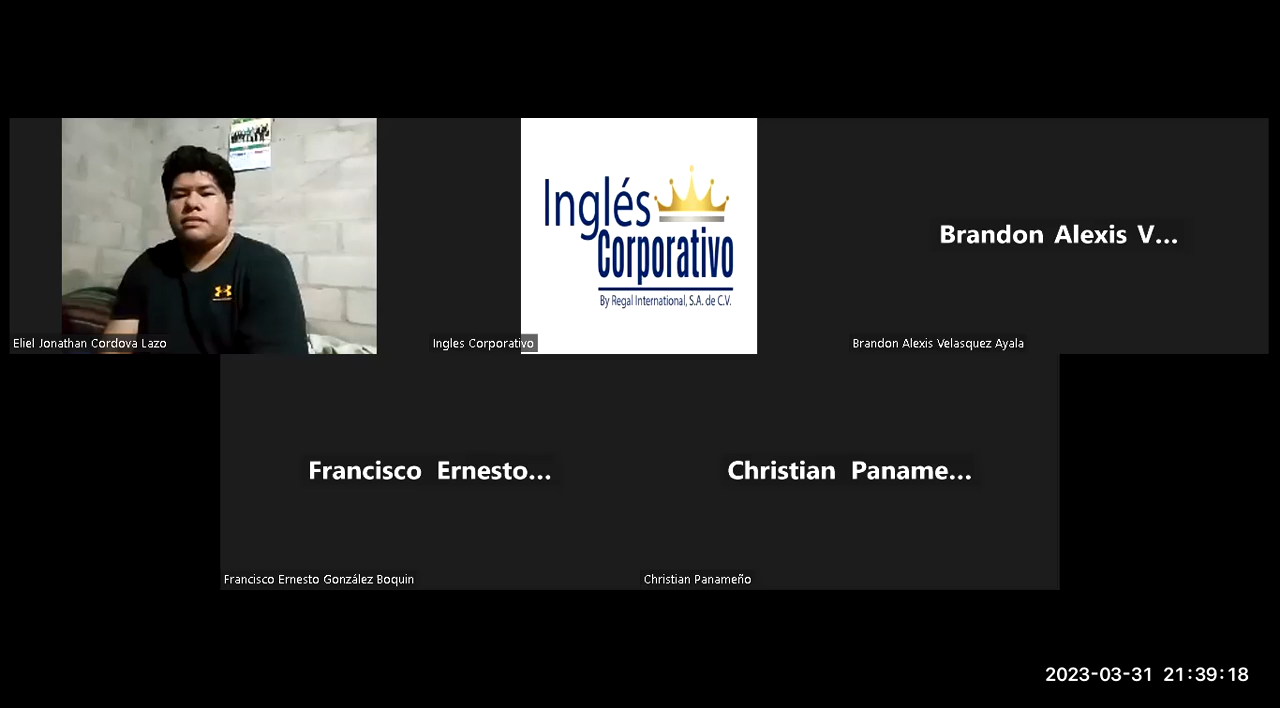 Inglés
Corporativo
By Regal International, S.A. de C.V.
Brandon Alexis V...
Eliel Jonathan Cordova Lazo
Ingles Corporativo
Brandon Alexis Velasquez Ayala
Francisco Ernesto...
Christian Paname...
Francisco Ernesto González Boquin
Christian Panameño
2023-03-31 21:39:18